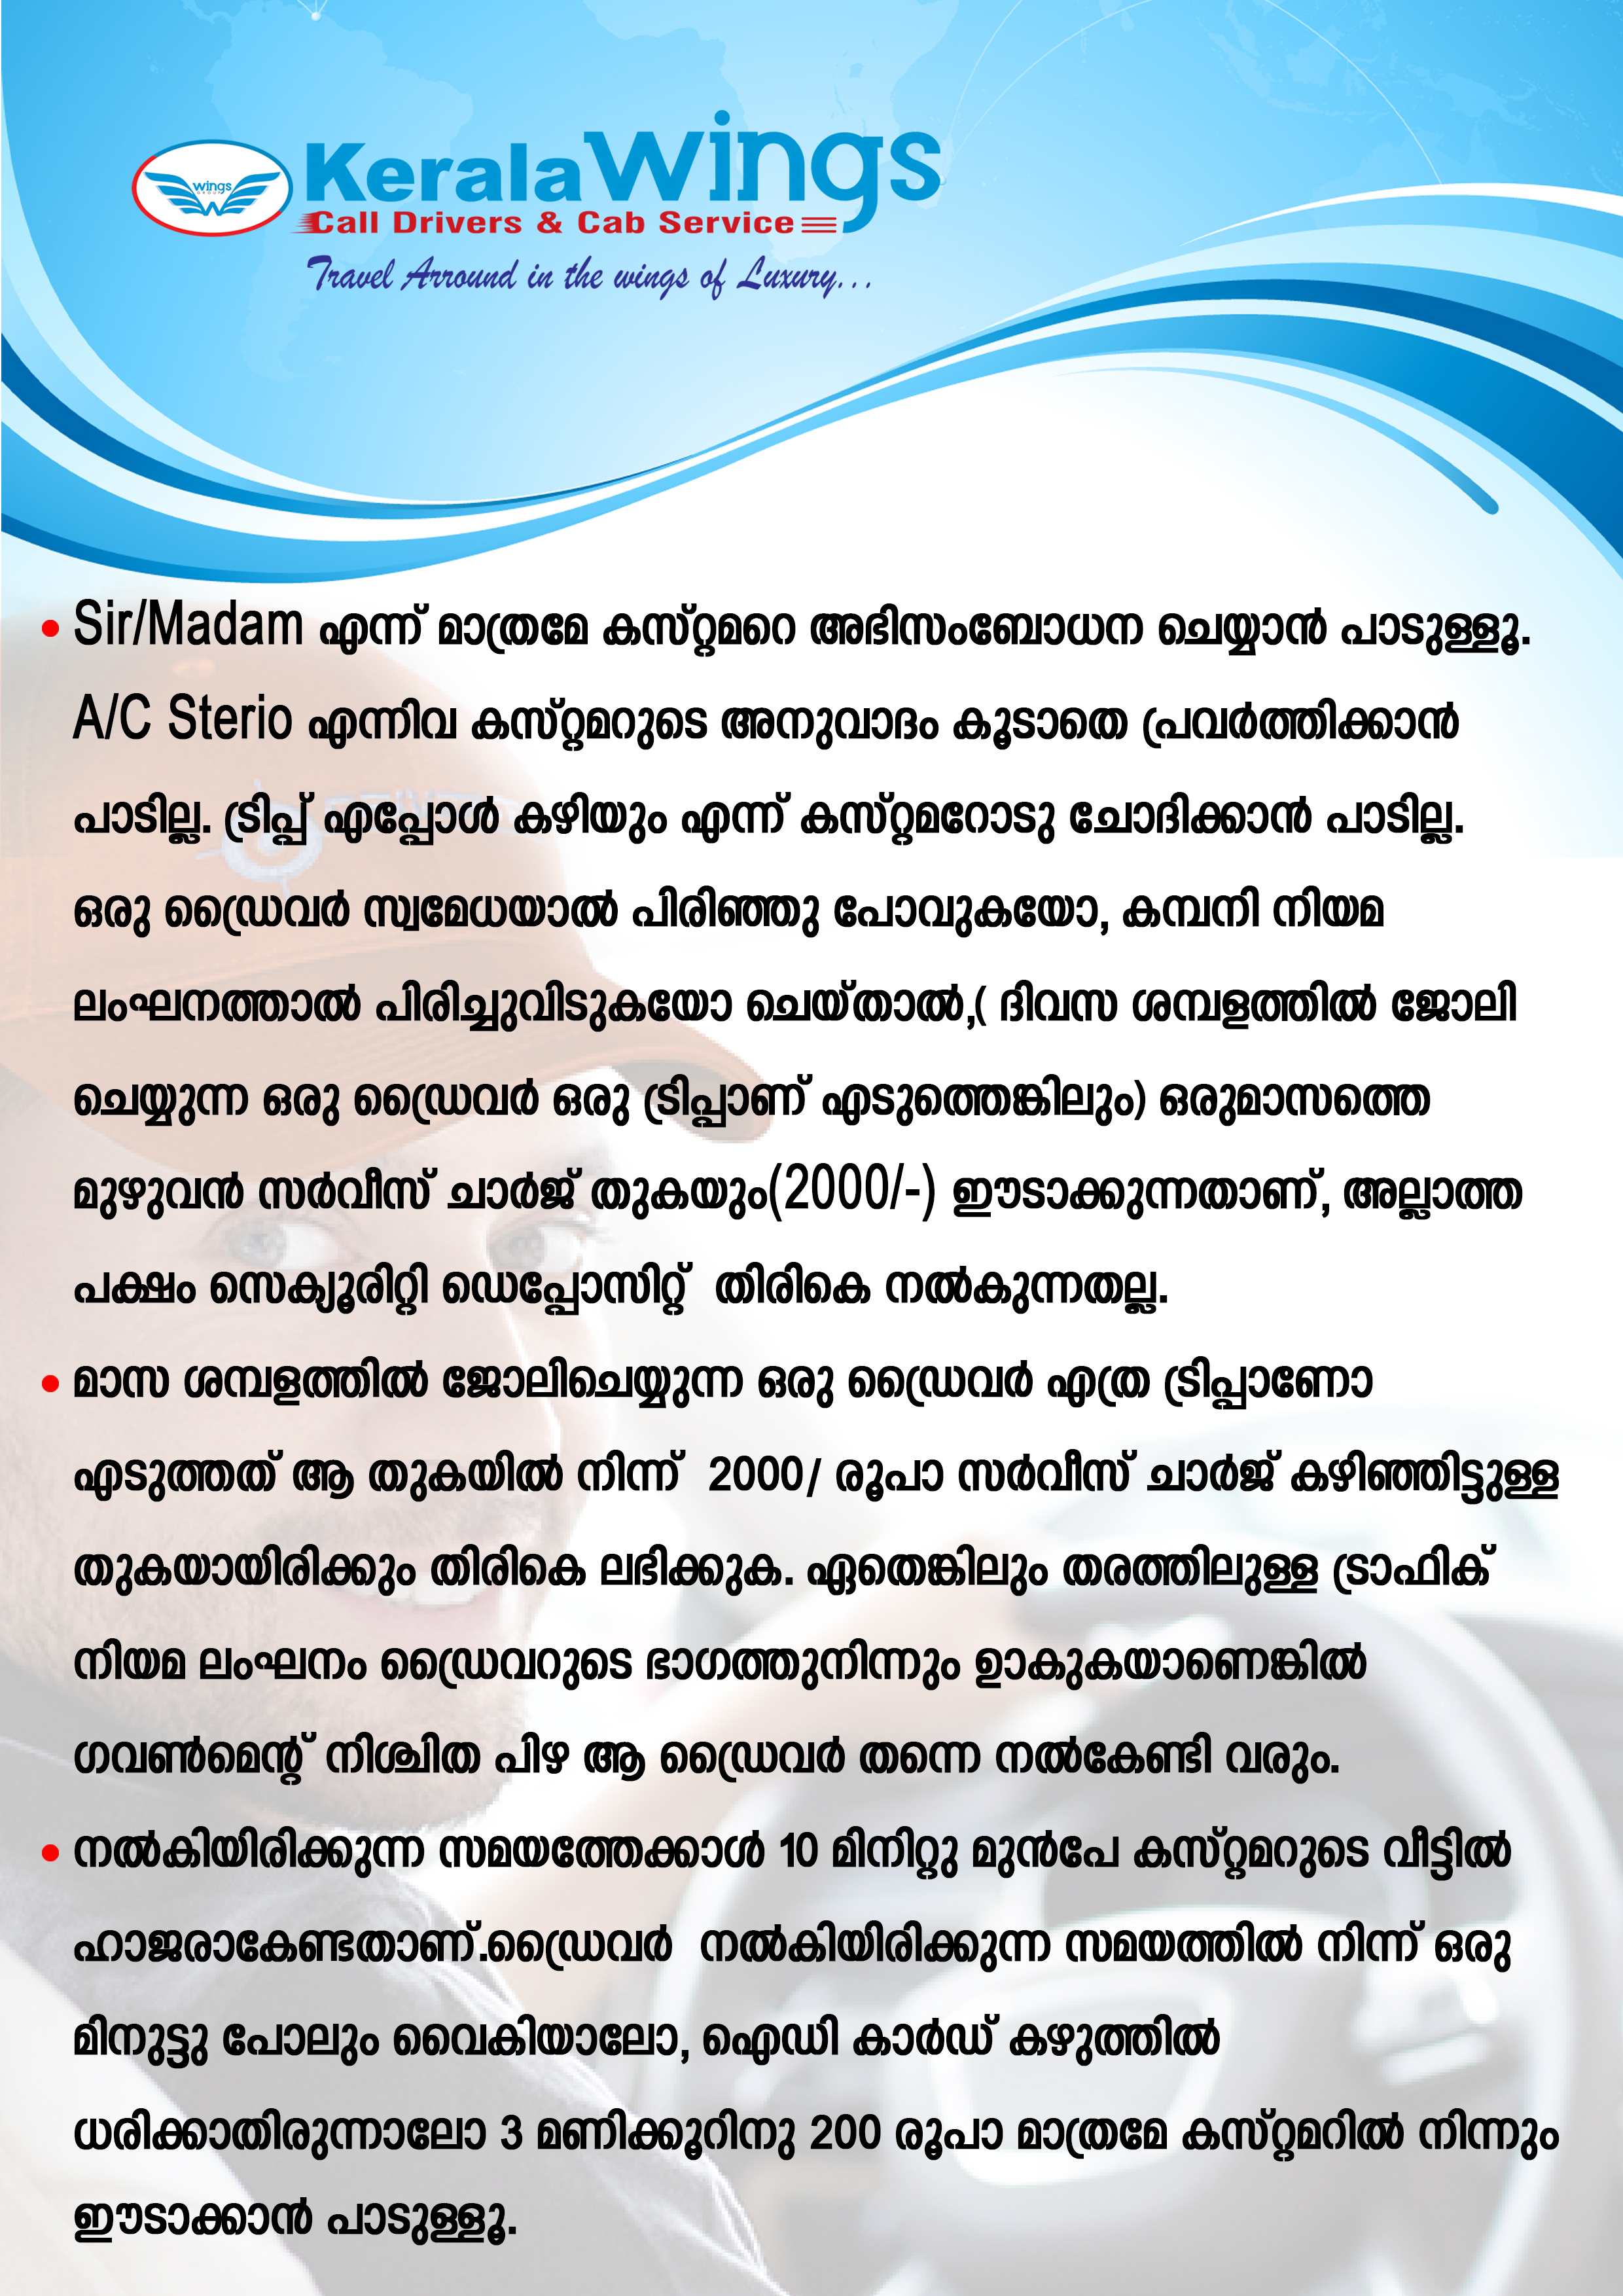 wings
GROUP
KeralaWings
Call Drivers & Cab Service
Travel Arround in the wings of Luxury...
• Sir/Madam എന്ന് മാത്രമേ കസ്റ്റമറെ അഭിസംബോധന ചെയ്യാൻ പാടുള്ളൂ.
A/C Sterio എന്നിവ കസ്റ്റമറുടെ അനുവാദം കൂടാതെ പ്രവർത്തിക്കാൻ
പാടില്ല. ട്രിപ്പ് എപ്പോൾ കഴിയും എന്ന് കസ്റ്റമറോടു ചോദിക്കാൻ പാടില്ല.
ഒരു ഡ്രൈവർ സ്വമേധയാൽ പിരിഞ്ഞു പോവുകയോ, കമ്പനി നിയമ
ലംഘനത്താൽ പിരിച്ചുവിടുകയോ ചെയ്താൽ,( ദിവസ ശമ്പളത്തിൽ ജോലി
ചെയ്യുന്ന ഒരു ഡ്രൈവർ ഒരു ട്രിപ്പാണ് എടുത്തെങ്കിലും) ഒരുമാസത്തെ
മുഴുവൻ സർവീസ് ചാർജ് തുകയും(2000/-) ഈടാക്കുന്നതാണ്, അല്ലാത്ത
പക്ഷം സെക്യൂരിറ്റി ഡെപ്പോസിറ്റ് തിരികെ നൽകുന്നതല്ല.
• മാസ ശമ്പളത്തിൽ ജോലിചെയ്യുന്ന ഒരു ഡ്രൈവർ എത്ര ട്രിപ്പാണോ
എടുത്തത് ആ തുകയിൽ നിന്ന് 2000/ രൂപാ സർവീസ് ചാർജ് കഴിഞ്ഞിട്ടുള്ള
തുകയായിരിക്കും തിരികെ ലഭിക്കുക. ഏതെങ്കിലും തരത്തിലുള്ള ട്രാഫിക്
നിയമ ലംഘനം ഡ്രൈവറുടെ ഭാഗത്തുനിന്നും ഉാകുകയാണെങ്കിൽ
ഗവൺമെന്റ് നിശ്ചിത പിഴ ആ ഡ്രൈവർ തന്നെ നൽകേണ്ടി വരും.
• നൽകിയിരിക്കുന്ന സമയത്തേക്കാൾ 10 മിനിറ്റു മുൻപേ കസ്റ്റമറുടെ വീട്ടിൽ
ഹാജരാകേണ്ടതാണ്.ഡ്രൈവർ നൽകിയിരിക്കുന്ന സമയത്തിൽ നിന്ന് ഒരു
മിനുട്ടു പോലും വൈകിയാലോ, ഐഡി കാർഡ് കഴുത്തിൽ
ധരിക്കാതിരുന്നാലോ 3 മണിക്കൂറിനു 200 രൂപാ മാത്രമേ കസ്റ്റമറിൽ നിന്നും
ഈടാക്കാൻ പാടുള്ളൂ.